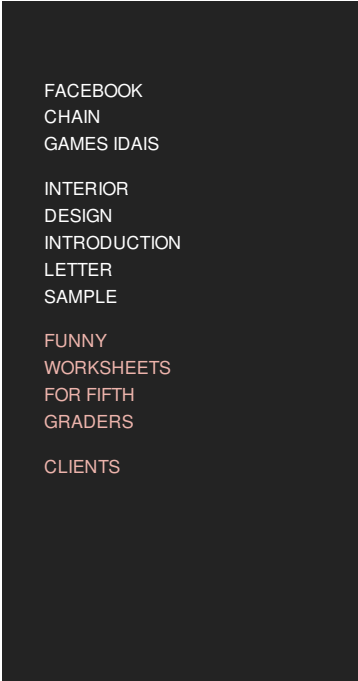 FACEBOOK
CHAIN
GAMES IDAIS
INTERIOR
DESIGN
INTRODUCTION
LETTER
SAMPLE
FUNNY
WORKSHEETS
FOR FIFTH
GRADERS
CLIENTS